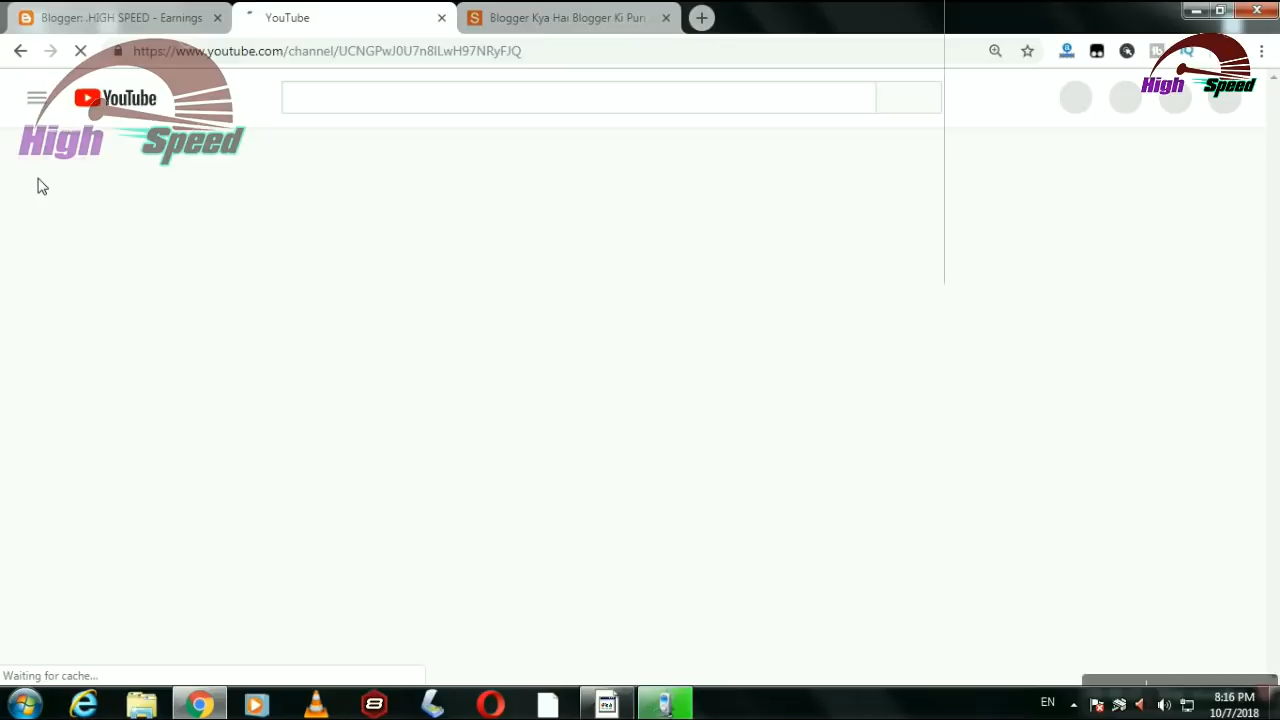 Blogger: .HIGH SPEED - Earnings
YouTube
Blogger Kya Hai Blogger Ki Puri
https://www.youtube.com/channel/UCNGPwJ0U7n8ILwH97NRyFJQ
YouTube
High Speed
High Speed
Waiting for cache...
EN
8:16 PM
10/7/2018